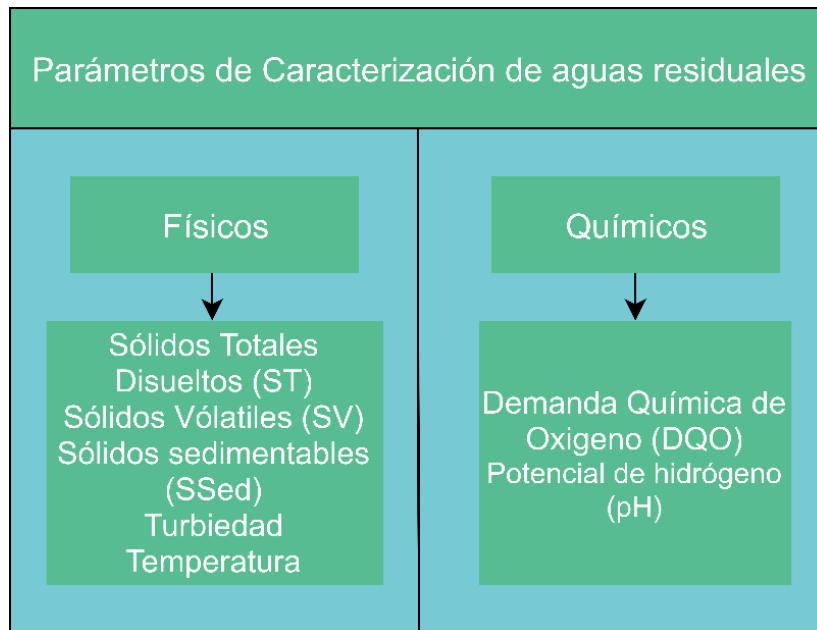 Parámetros de Caracterización de aguas residuales
Físicos
Sólidos Totales
Disueltos (ST)
Sólidos Vólatiles (SV)
Sólidos sedimentables
(SSed)
Turbiedad
Temperatura
Químicos
Demanda Química de
Oxigeno (DQO)
Potencial de hidrógeno
(pH)